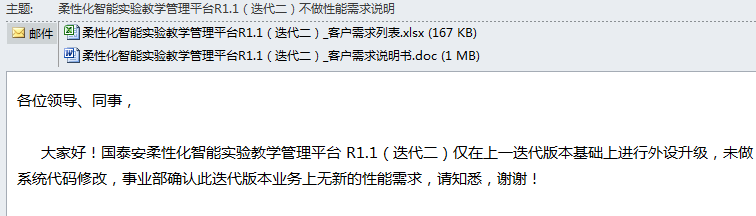 主题: 柔性化智能实验教学管理平台R1.1（迭代二）不做性能需求说明
邮件 柔性化智能实验教学管理平台R1.1（迭代二）_客户需求列表.xlsx (167 KB)
柔性化智能实验教学管理平台R1.1（迭代二）_客户需求说明书.doc (1 MB)
各位领导、同事，
大家好！国泰安柔性化智能实验教学管理平台 R1.1（迭代二）仅在上一迭代版本基础上进行外设升级，未做
系统代码修改，事业部确认此迭代版本业务上无新的性能需求，请知悉，谢谢！